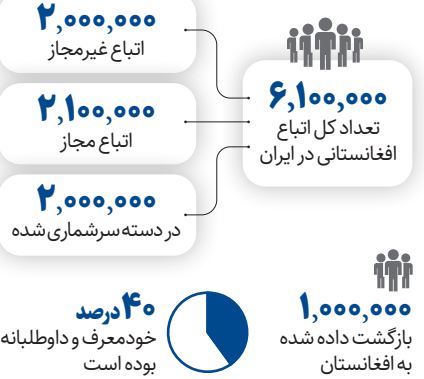 ۶,۱۰۰,۰۰۰
تعداد کل اتباع
افغانستانی در ایران
۲,۰۰۰,۰۰۰
اتباع غیرمجاز
۲,۱۰۰,۰۰۰
اتباع مجاز
۲,۰۰۰,۰۰۰
در دسته سرشماری شده
۱,۰۰۰,۰۰۰
بازگشت داده شده
به افغانستان
۴۰ درصد
خودمعرف و داوطلبانه
بوده است